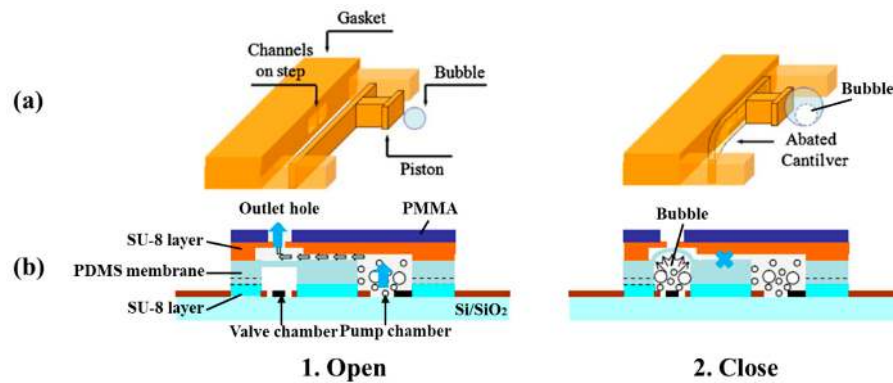 Gasket
Channels
on step
Bubble
(a)
Piston
Bubble
Abated
Cantilver
Outlet hole
PMMA
SU-8 layer
(b)
PDMS membrane
SU-8 layer
Valve chamber
Pump chamber
Si/SiO₂
Bubble
1. Open
2. Close